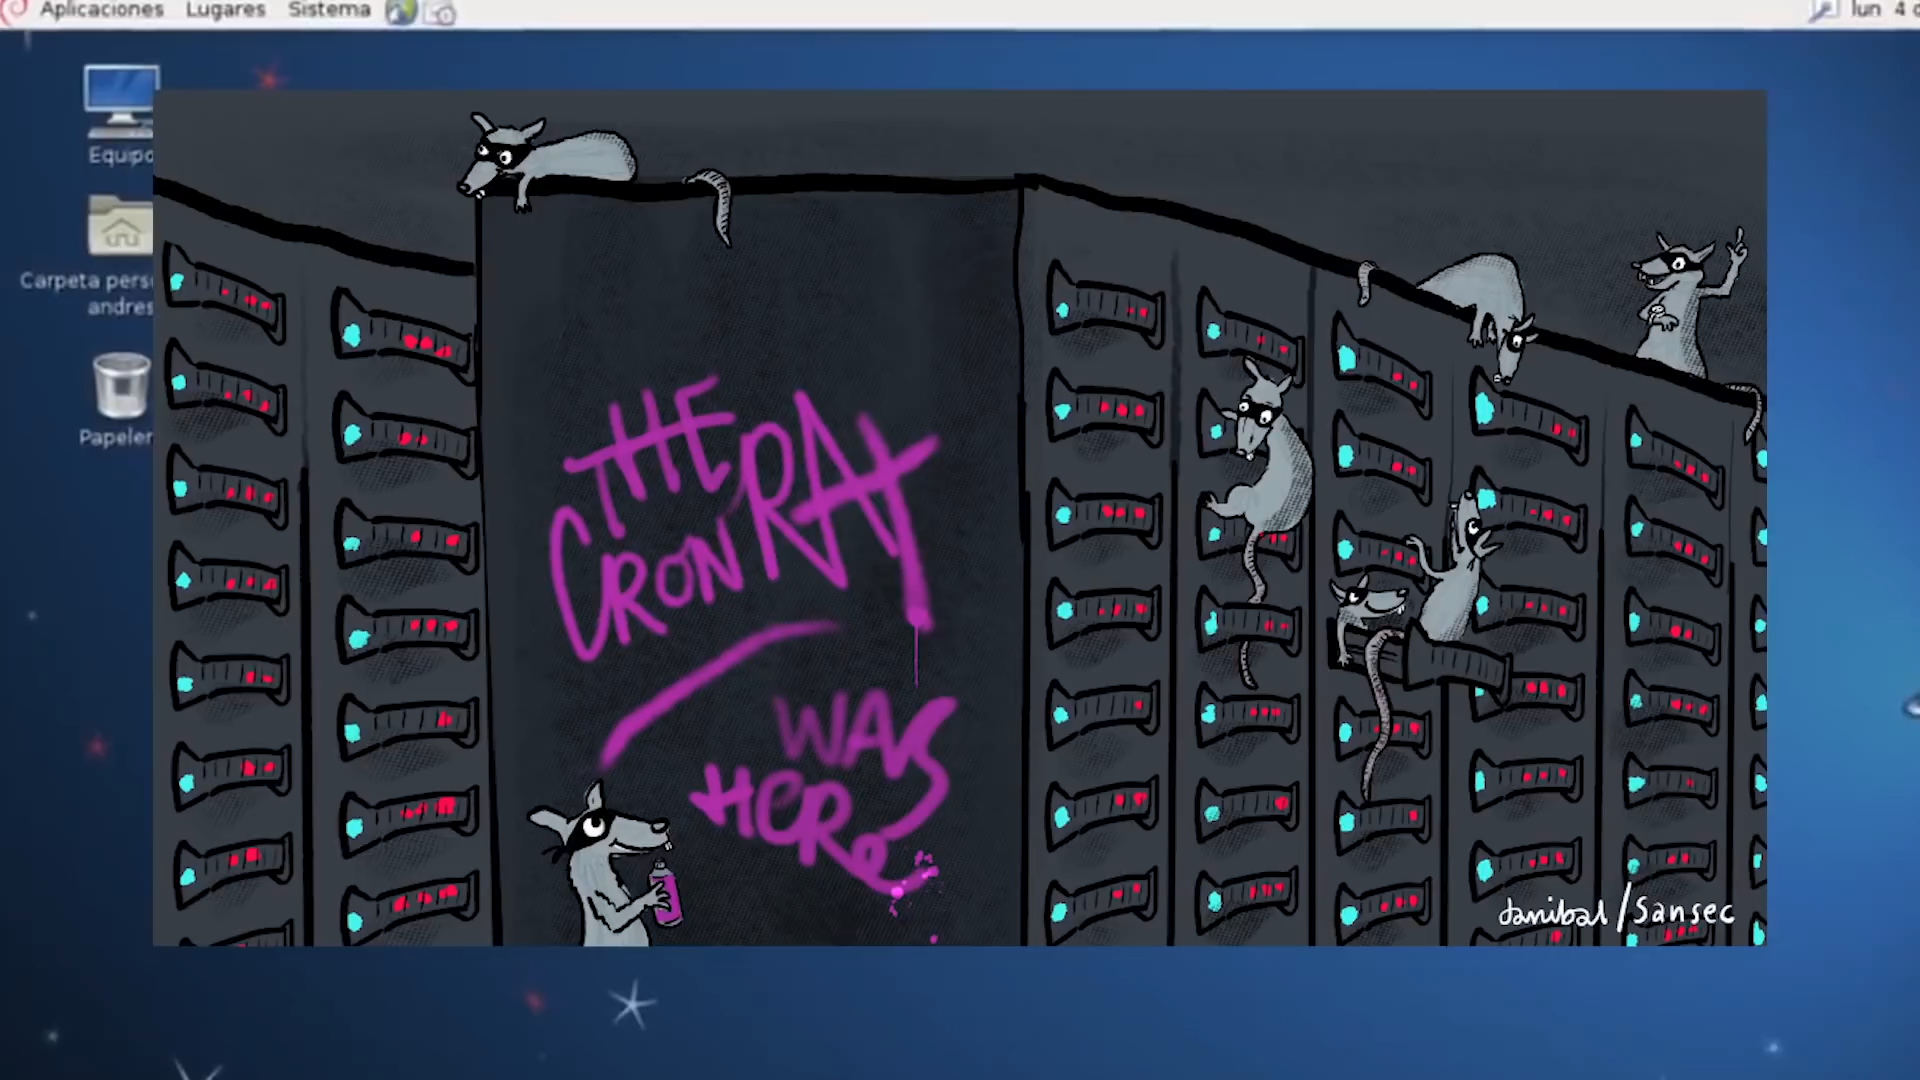 Aplicaciones Lugares Sistema
lun 4
Equipo
Carpeta pers
andres
Papeler
THE
CRON RAT
WAS
HERe
danibal/Sansec